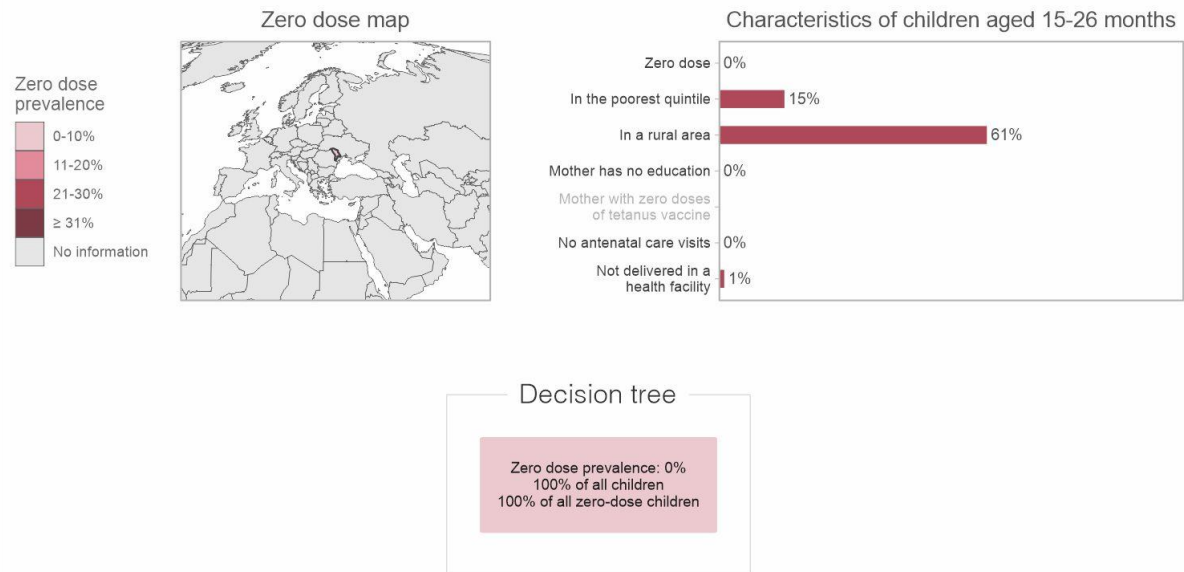 Zero dose map
Zero dose
prevalence
0-10%
11-20%
21-30%
≥ 31%
No information
Characteristics of children aged 15-26 months
Zero dose 0%
In the poorest quintile 15%
In a rural area 61%
Mother has no education 0%
Mother with zero doses
of tetanus vaccine
No antenatal care visits 0%
Not delivered in a
health facility 1%
Decision tree
Zero dose prevalence: 0%
100% of all children
100% of all zero-dose children